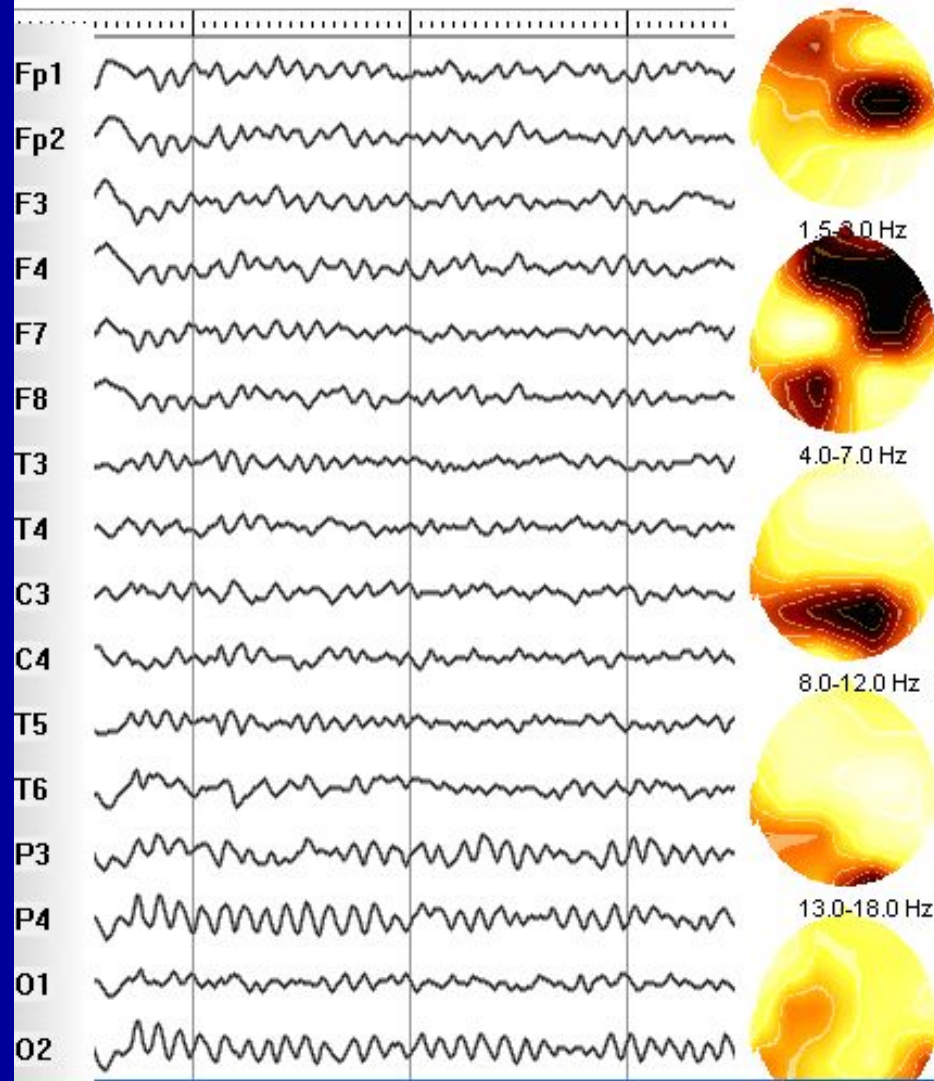 Fp1
Fp2
F3
F4
F7
F8
T3
T4
C3
C4
T5
T6
P3
P4
O1
O2
1.5-3.0 Hz
4.0-7.0 Hz
8.0-12.0 Hz
13.0-18.0 Hz